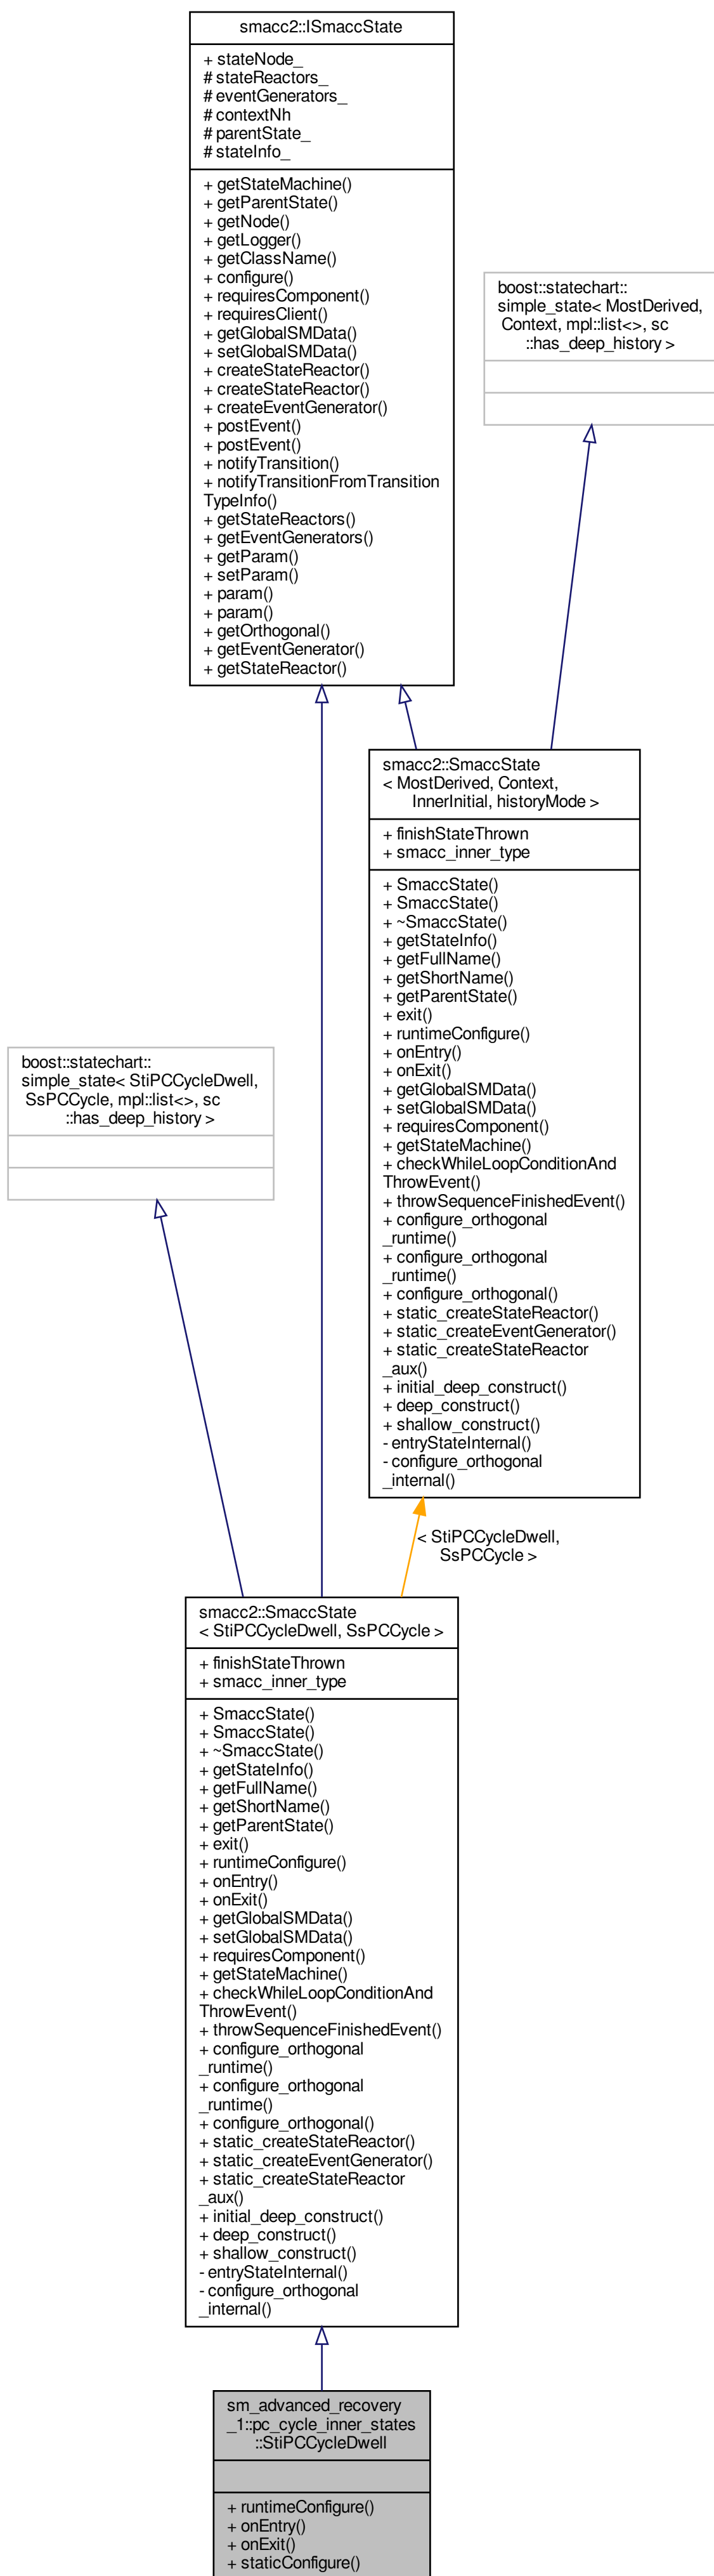 smacc2::ISmaccState
+ stateNode_
# stateReactors_
# eventGenerators_
# contextNh
# parentState_
# stateInfo_
+ getStateMachine()
+ getParentState()
+ getNode()
+ getLogger()
+ getClassName()
+ configure()
+ requiresComponent()
+ requiresClient()
+ getGlobalSMData()
+ setGlobalSMData()
+ createStateReactor()
+ createStateReactor()
+ createEventGenerator()
+ postEvent()
+ postEvent()
+ notifyTransition()
+ notifyTransitionFromTransition
TypeInfo()
+ getStateReactors()
+ getEventGenerators()
+ getParam()
+ setParam()
+ param()
+ param()
+ getOrthogonal()
+ getEventGenerator()
+ getStateReactor()
boost::statechart::
simple_state< MostDerived,
Context, mpl::list<>, sc
::has_deep_history >
smacc2::SmaccState
< MostDerived, Context,
InnerInitial, historyMode >
+ finishStateThrown
+ smacc_inner_type
+ SmaccState()
+ SmaccState()
+ ~SmaccState()
+ getStateInfo()
+ getFullName()
+ getShortName()
+ getParentState()
+ exit()
+ runtimeConfigure()
+ onEntry()
+ onExit()
+ getGlobalSMData()
+ setGlobalSMData()
+ requiresComponent()
+ getStateMachine()
+ checkWhileLoopConditionAnd
ThrowEvent()
+ throwSequenceFinishedEvent()
+ configure_orthogonal
_runtime()
+ configure_orthogonal
_runtime()
+ configure_orthogonal()
+ static_createStateReactor()
+ static_createEventGenerator()
+ static_createStateReactor
_aux()
+ initial_deep_construct()
+ deep_construct()
+ shallow_construct()
- entryStateInternal()
- configure_orthogonal
_internal()
boost::statechart::
simple_state< StiPCCycleDwell,
SsPCCycle, mpl::list<>, sc
::has_deep_history >
< StiPCCycleDwell,
SsPCCycle >
smacc2::SmaccState
< StiPCCycleDwell, SsPCCycle >
+ finishStateThrown
+ smacc_inner_type
+ SmaccState()
+ SmaccState()
+ ~SmaccState()
+ getStateInfo()
+ getFullName()
+ getShortName()
+ getParentState()
+ exit()
+ runtimeConfigure()
+ onEntry()
+ onExit()
+ getGlobalSMData()
+ setGlobalSMData()
+ requiresComponent()
+ getStateMachine()
+ checkWhileLoopConditionAnd
ThrowEvent()
+ throwSequenceFinishedEvent()
+ configure_orthogonal
_runtime()
+ configure_orthogonal
_runtime()
+ configure_orthogonal()
+ static_createStateReactor()
+ static_createEventGenerator()
+ static_createStateReactor
_aux()
+ initial_deep_construct()
+ deep_construct()
+ shallow_construct()
- entryStateInternal()
- configure_orthogonal
_internal()
sm_advanced_recovery
_1::pc_cycle_inner_states
::StiPCCycleDwell
+ runtimeConfigure()
+ onEntry()
+ onExit()
+ staticConfigure()